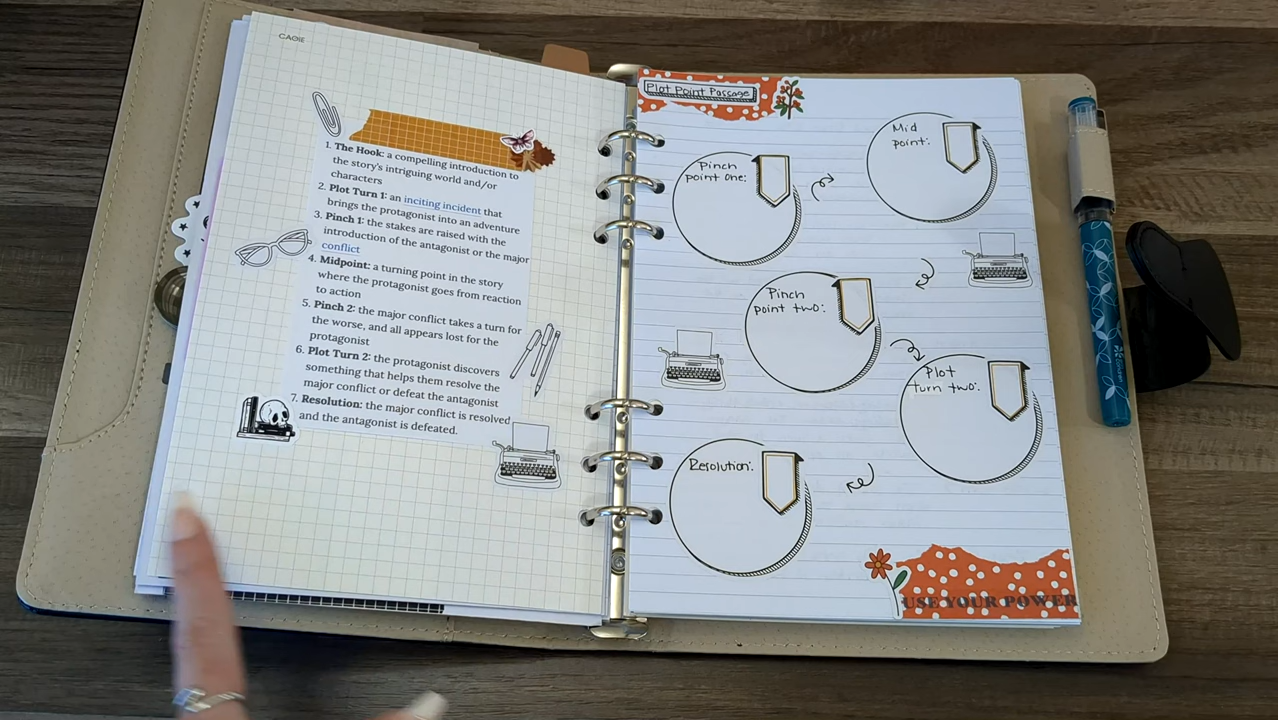 CAGIE
1. The Hook: a compelling introduction to
the story's intriguing world and/or
characters
2. Plot Turn 1: an inciting incident that
brings the protagonist into an adventure
3. Pinch 1: the stakes are raised with the
introduction of the antagonist or the major
conflict
4. Midpoint: a turning point in the story
where the protagonist goes from reaction
to action
5. Pinch 2: the major conflict takes a turn for
the worse, and all appears lost for the
protagonist
6. Plot Turn 2: the protagonist discovers
something that helps them resolve the
major conflict or defeat the antagonist
7. Resolution: the major conflict is resolved
and the antagonist is defeated.
Plot Point Passage
Pinch
point one:
Mid
point:
Pinch
point two:
Plot
turn two:
Resolution:
USE YOUR POWER